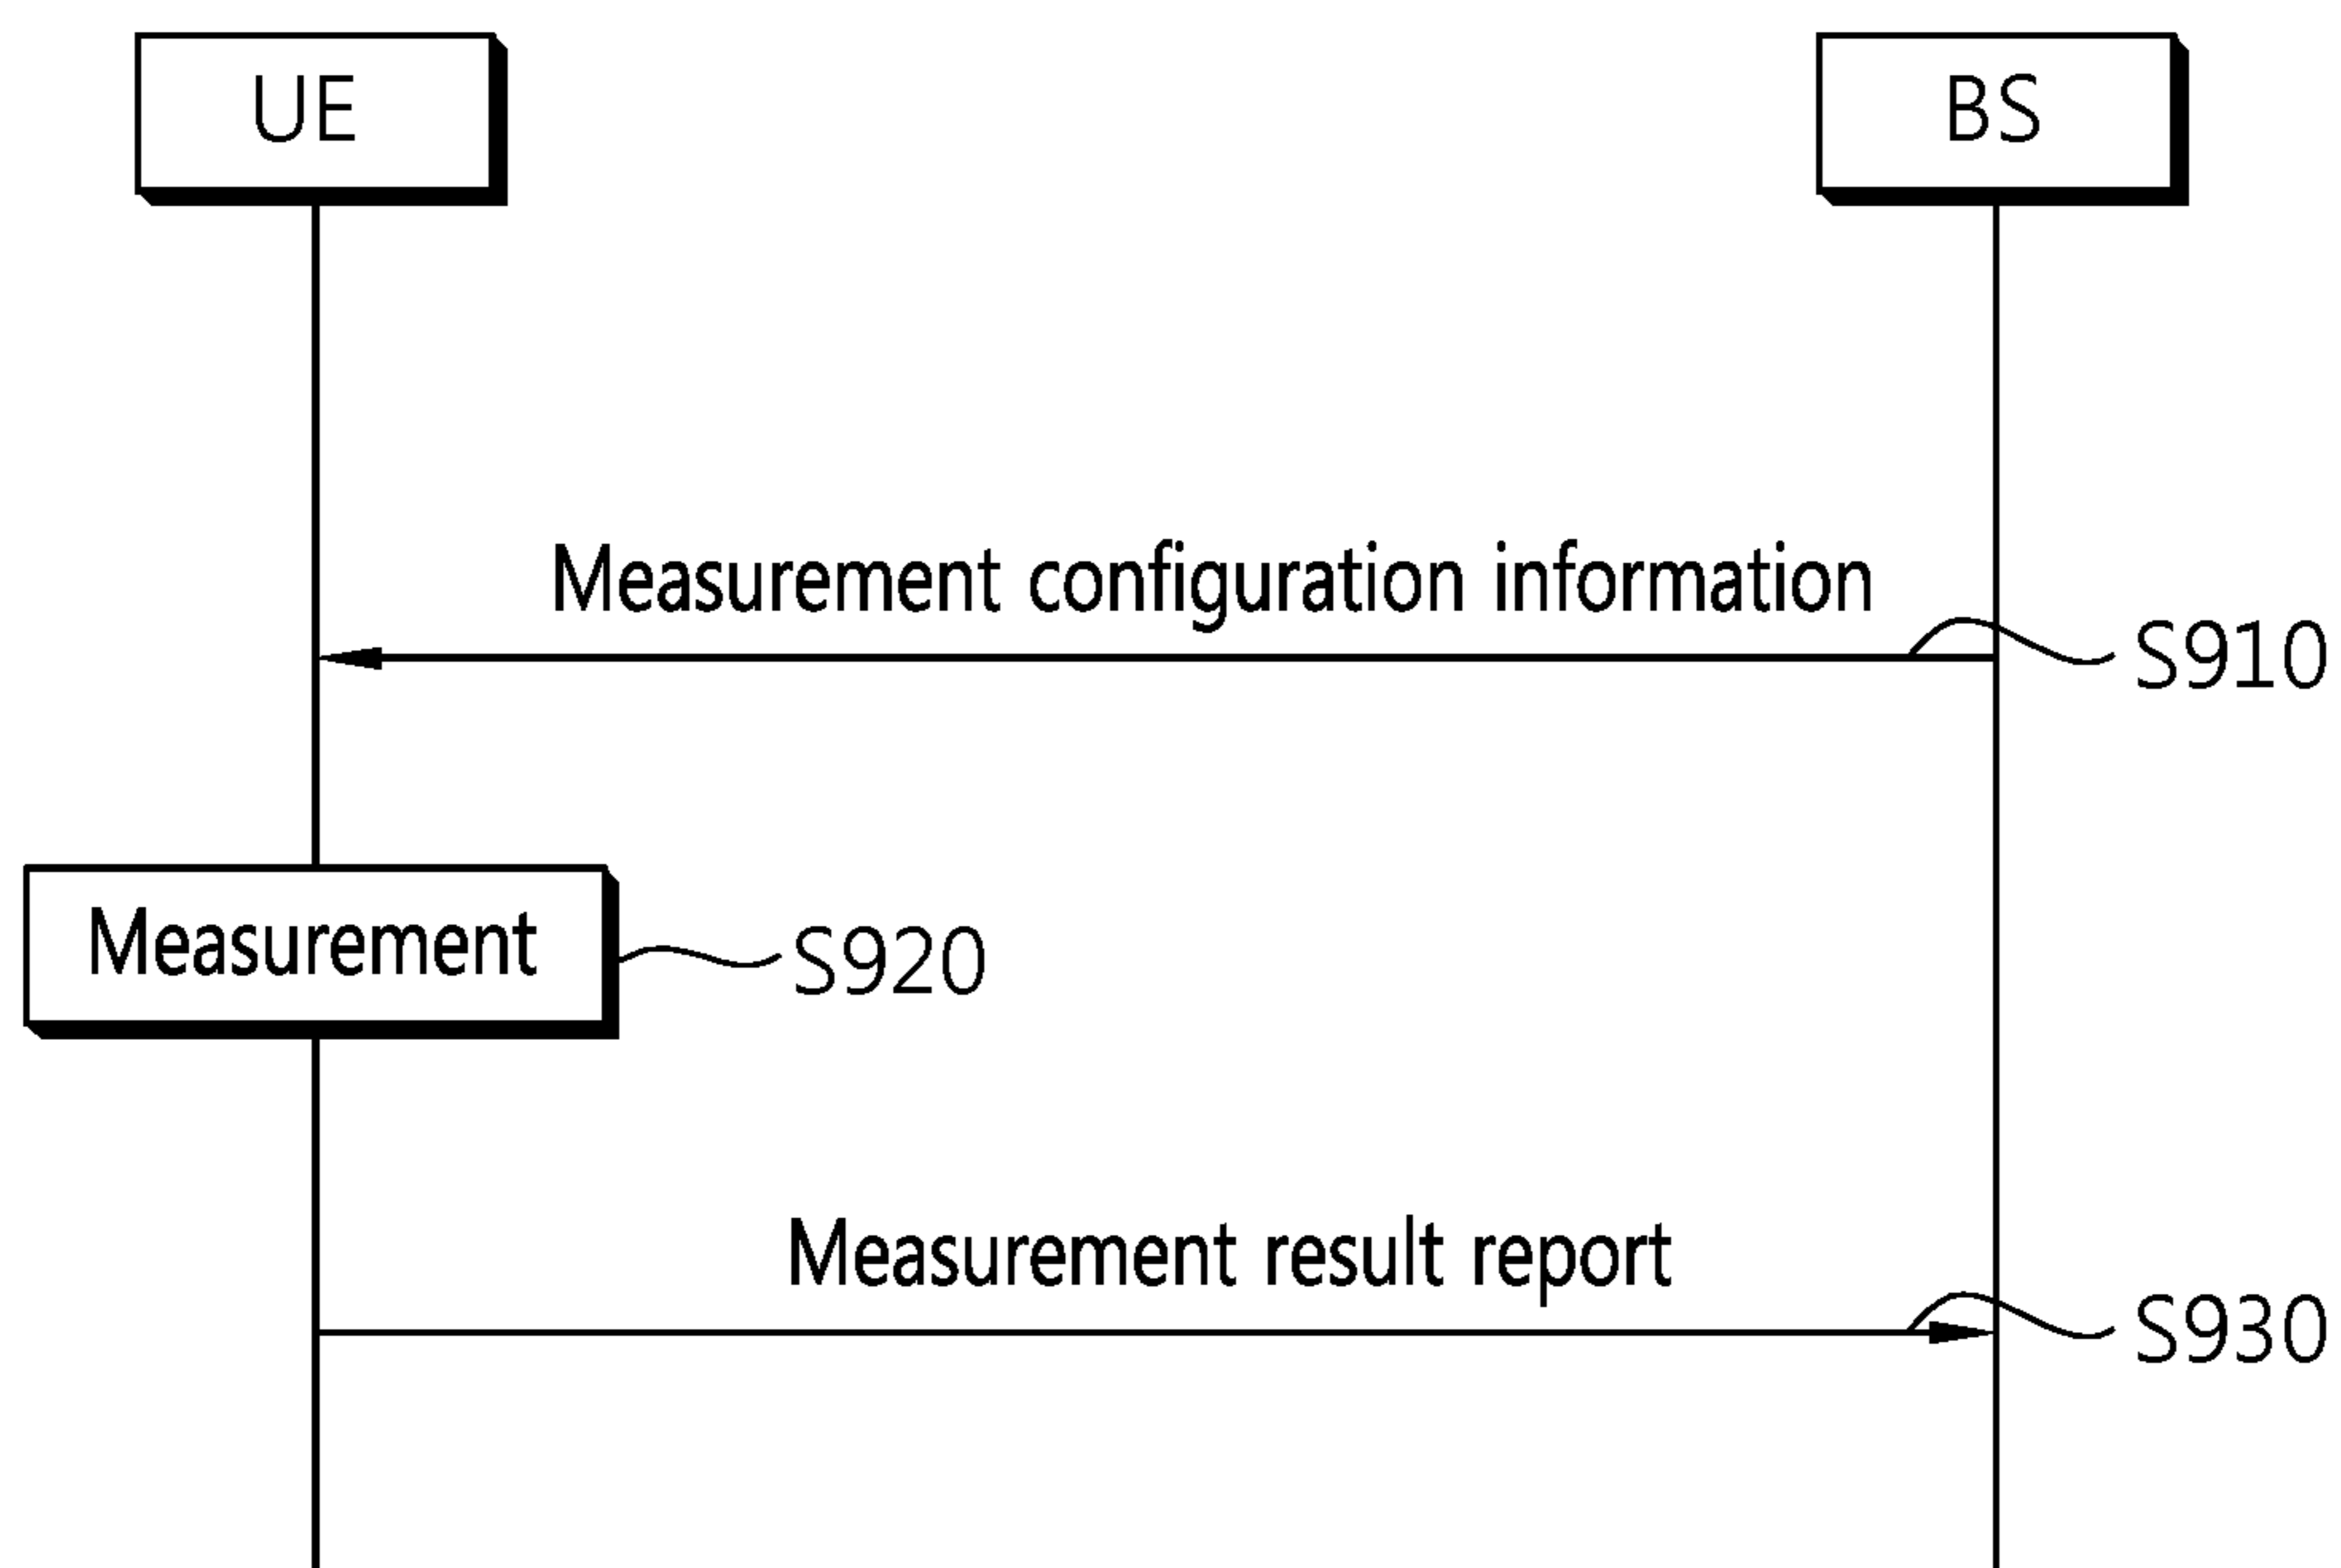 UE
BS
Measurement configuration information
S910
Measurement
S920
Measurement result report
S930